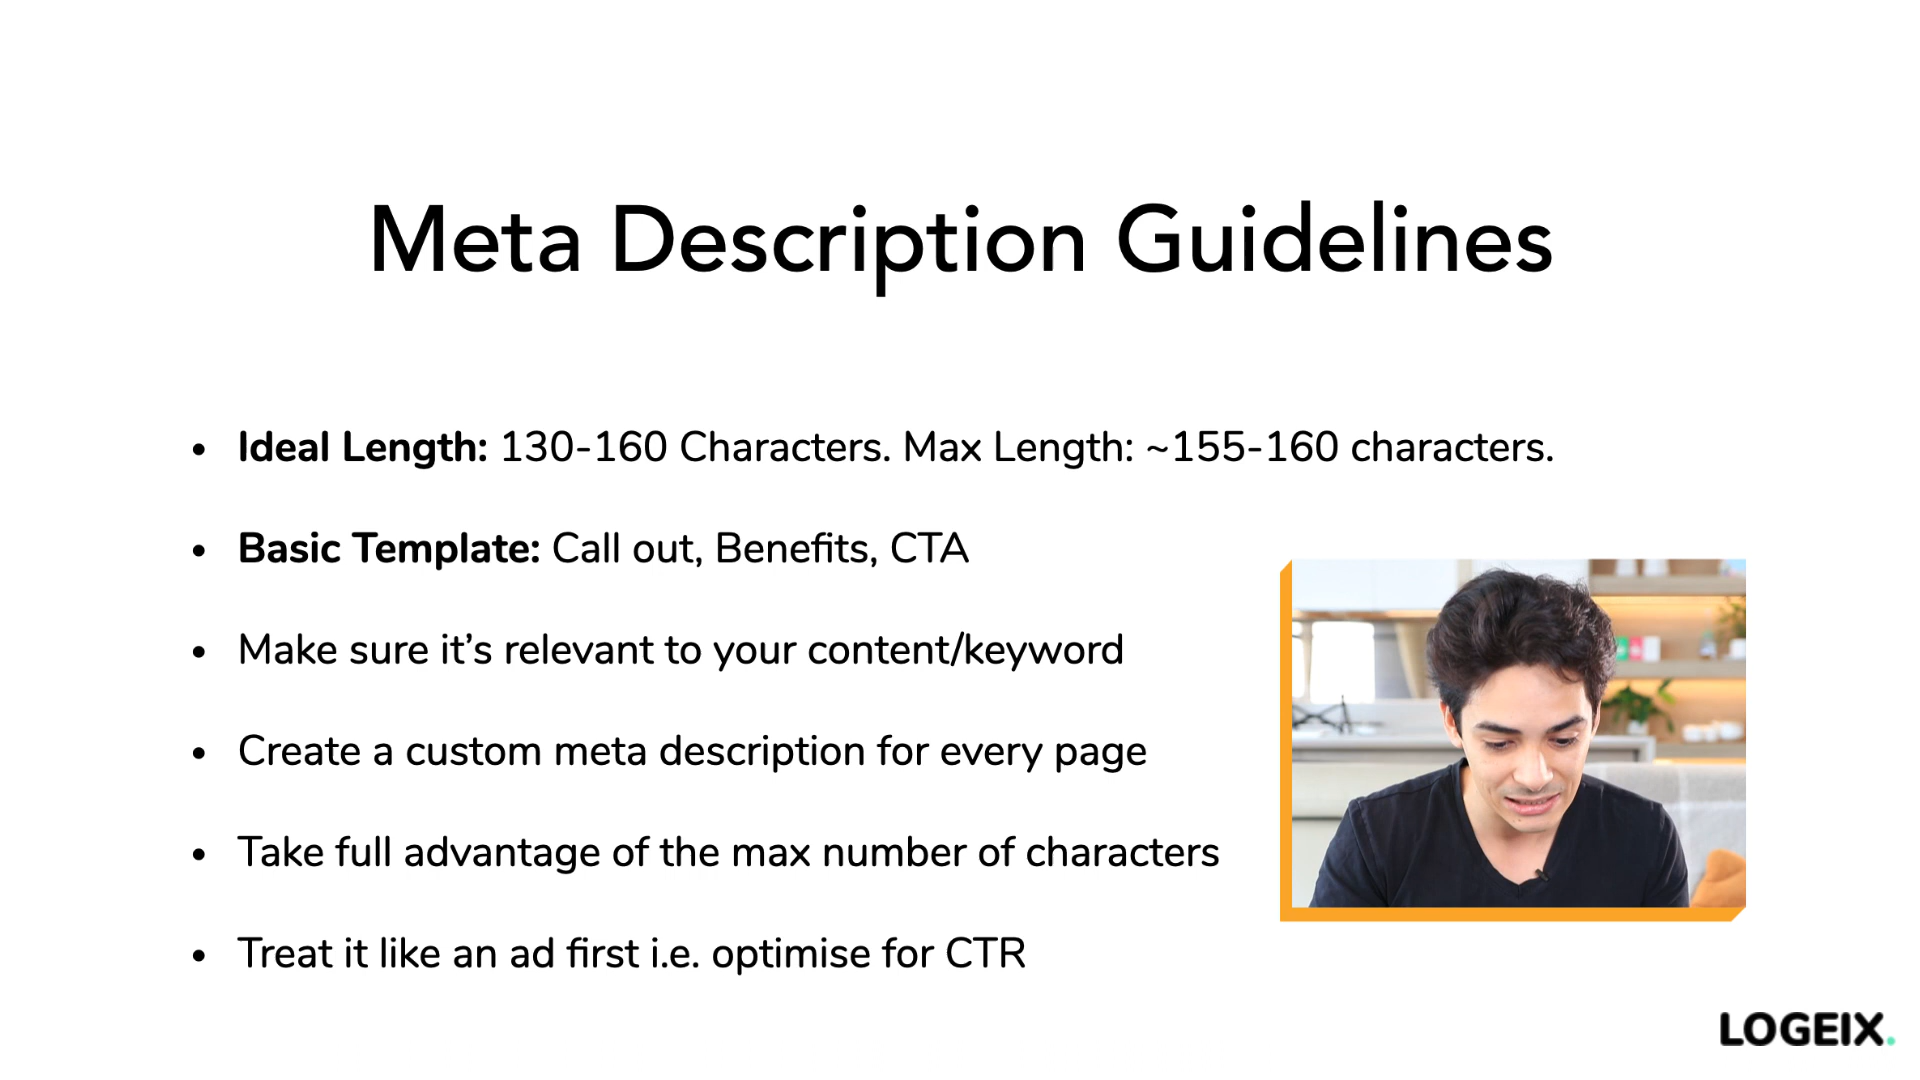 Meta Description Guidelines
• Ideal Length: 130-160 Characters. Max Length: ~155-160 characters.
• Basic Template: Call out, Benefits, CTA
• Make sure it’s relevant to your content/keyword
• Create a custom meta description for every page
• Take full advantage of the max number of characters
• Treat it like an ad first i.e. optimise for CTR
LOGEIX.